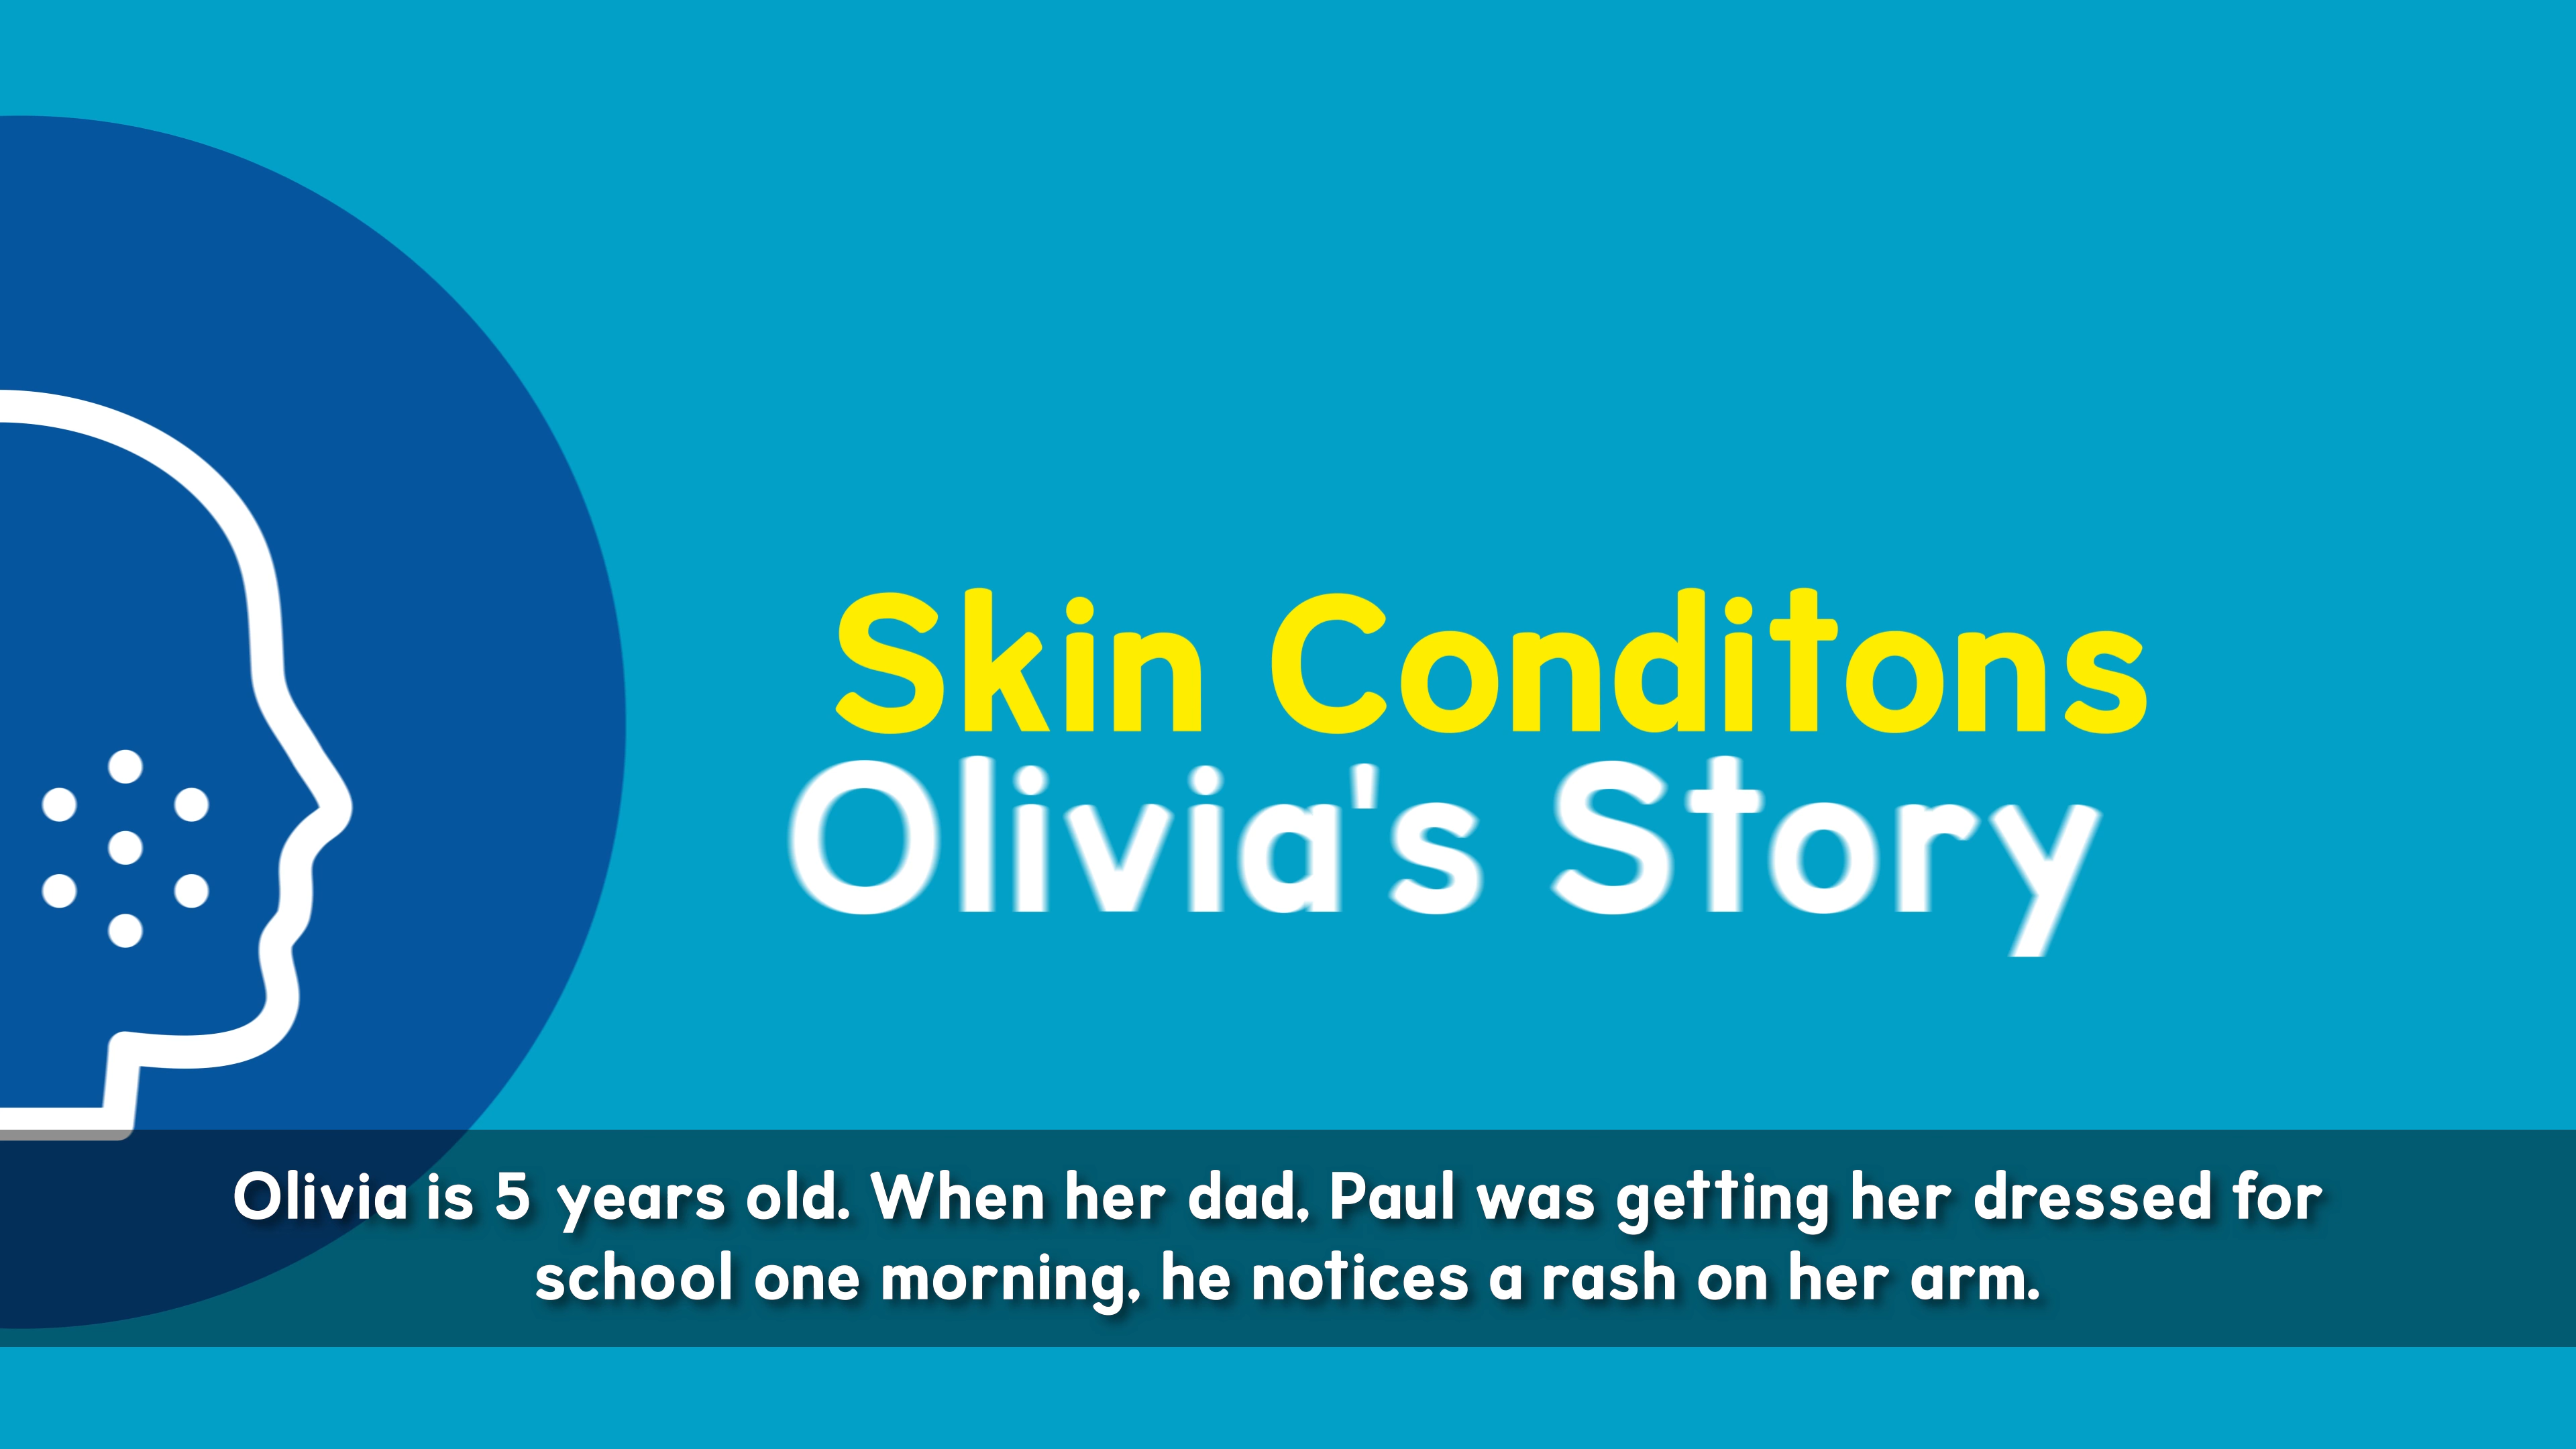 Skin Conditons
Olivia's Story
Olivia is 5 years old. When her dad, Paul was getting her dressed for
school one morning, he notices a rash on her arm.